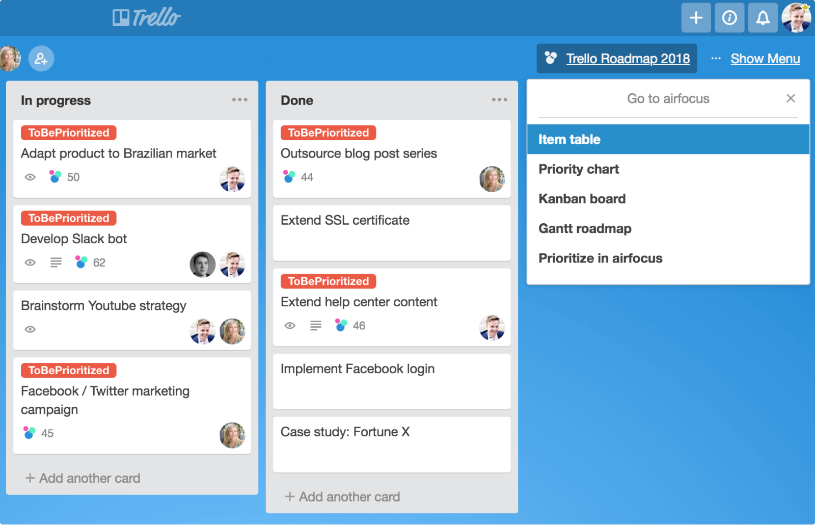 Trello
Trello Roadmap 2018
Show Menu
In progress
ToBePrioritized
Adapt product to Brazilian market
50
ToBePrioritized
Develop Slack bot
62
Brainstorm Youtube strategy
ToBePrioritized
Facebook / Twitter marketing
campaign
45
+ Add another card
Done
ToBePrioritized
Outsource blog post series
44
Extend SSL certificate
ToBePrioritized
Extend help center content
46
Implement Facebook login
Case study: Fortune X
+ Add another card
Go to airfocus
Item table
Priority chart
Kanban board
Gantt roadmap
Prioritize in airfocus